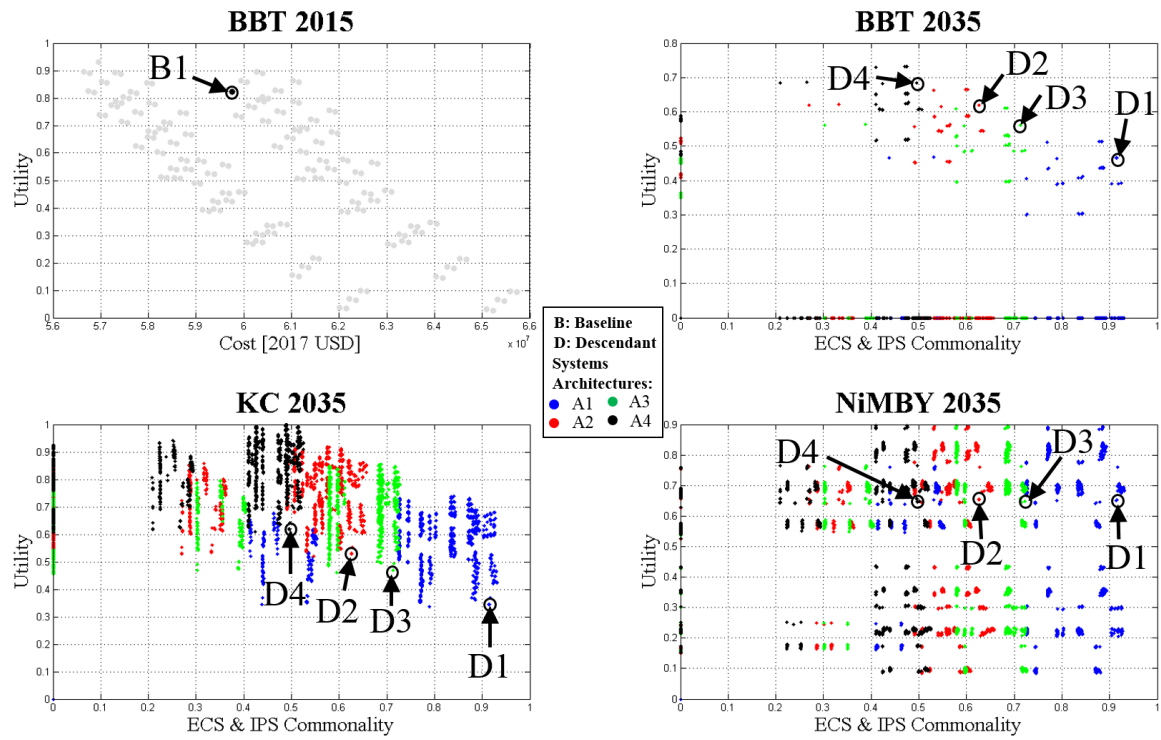 BBT 2015
1
0.9
0.8
0.7
0.6
0.5
0.4
0.3
0.2
0.1
0
Utility
B1
5.6 5.7 5.8 5.9 6 6.1 6.2 6.3 6.4 6.5 6.6
x 10^7
Cost [2017 USD]
BBT 2035
0.8
0.7
0.6
0.5
0.4
0.3
0.2
0.1
0
Utility
D4
D2
D3
D1
0 0.1 0.2 0.3 0.4 0.5 0.6 0.7 0.8 0.9 1
ECS & IPS Commonality
B: Baseline
D: Descendant
Systems
Architectures:
A1 A3
A2 A4
KC 2035
1
0.9
0.8
0.7
0.6
0.5
0.4
0.3
0.2
0.1
0
Utility
D4
D2
D3
D1
0 0.1 0.2 0.3 0.4 0.5 0.6 0.7 0.8 0.9 1
ECS & IPS Commonality
NiMBY 2035
0.9
0.8
0.7
0.6
0.5
0.4
0.3
0.2
0.1
0
Utility
D4
D3
D2
D1
0 0.1 0.2 0.3 0.4 0.5 0.6 0.7 0.8 0.9 1
ECS & IPS Commonality